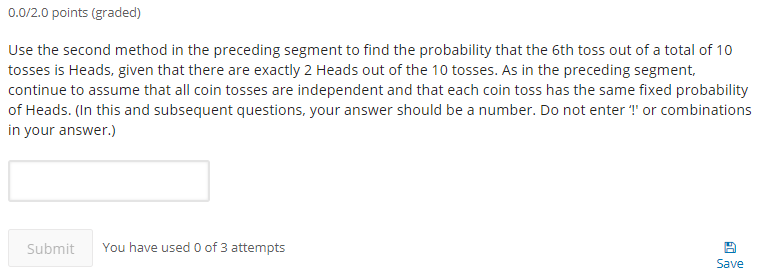 0.0/2.0 points (graded)
Use the second method in the preceding segment to find the probability that the 6th toss out of a total of 10
tosses is Heads, given that there are exactly 2 Heads out of the 10 tosses. As in the preceding segment,
continue to assume that all coin tosses are independent and that each coin toss has the same fixed probability
of Heads. (In this and subsequent questions, your answer should be a number. Do not enter '!' or combinations
in your answer.)
Submit
You have used 0 of 3 attempts
Save